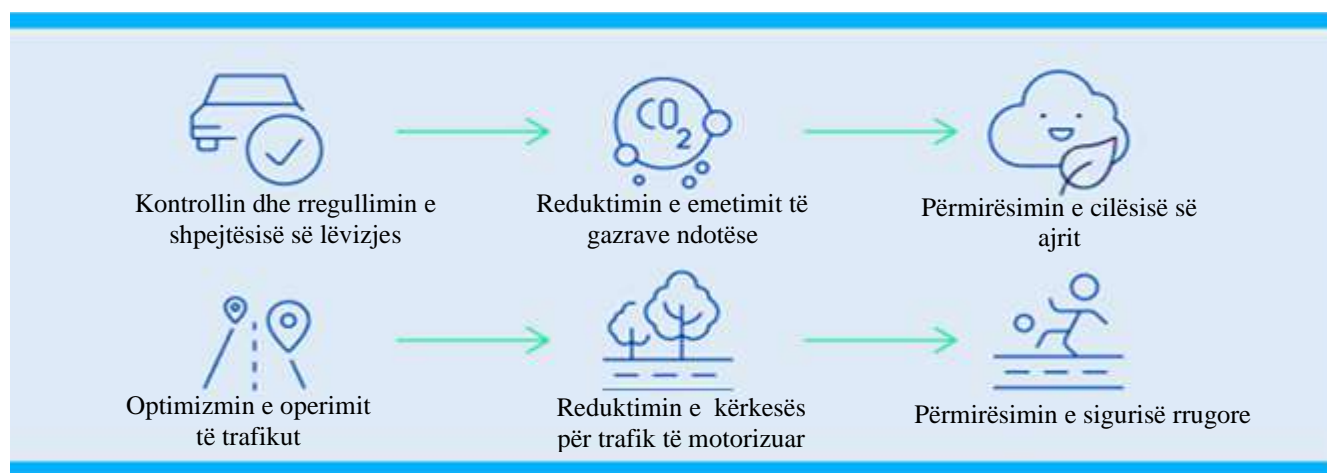 CO2
Kontrollin dhe rregullimin e
shpejtësisë së lëvizjes
Reduktimin e emetimit të
gazrave ndotëse
Përmirësimin e cilësisë së
ajrit
Optimizmin e operimit
të trafikut
Reduktimin e kërkesës
për trafik të motorizuar
Përmirësimin e sigurisë rrugore